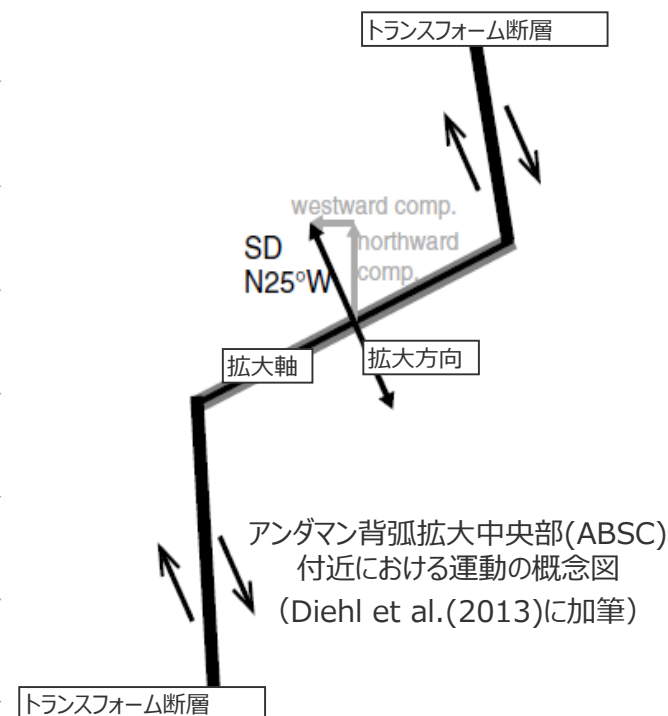 トランスフォーム断層
westward comp.
SD
N25°W
northward
comp.
拡大軸
拡大方向
アンダマン背弧拡大中央部(ABSC)
付近における運動の概念図
（Diehl et al.(2013)に加筆）
トランスフォーム断層